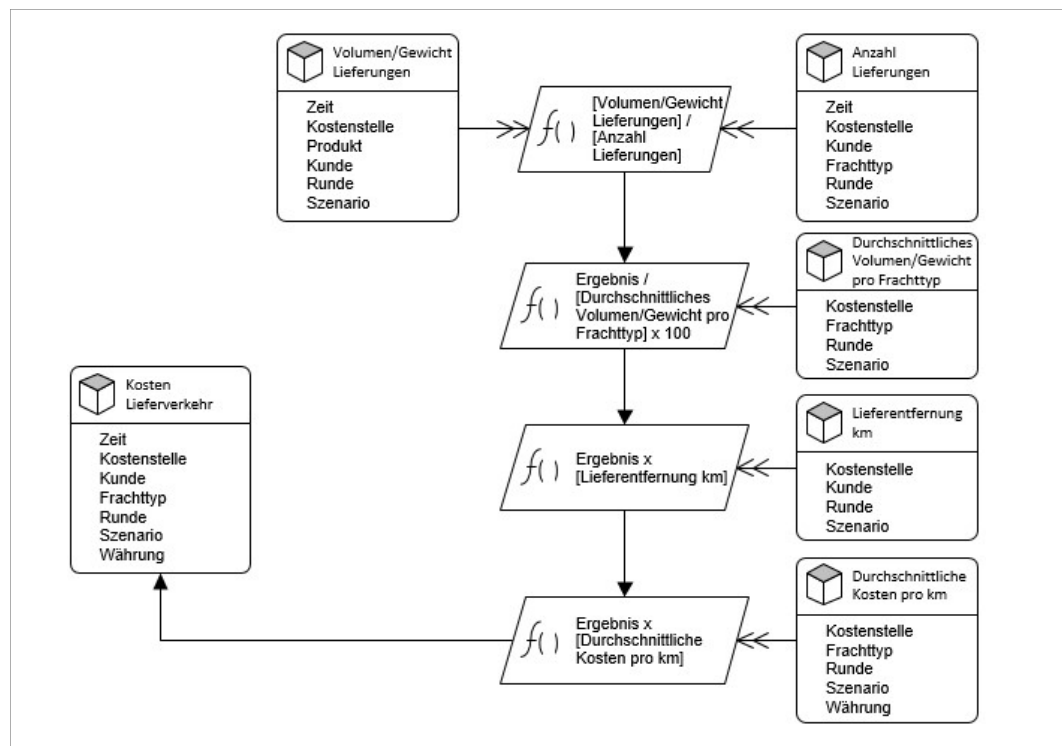 Volumen/Gewicht
Lieferungen
Zeit
Kostenstelle
Produkt
Kunde
Runde
Szenario
f()
[Volumen/Gewicht
Lieferungen] /
[Anzahl
Lieferungen]
Anzahl
Lieferungen
Zeit
Kostenstelle
Kunde
Frachttyp
Runde
Szenario
f()
Ergebnis /
[Durchschnittliches
Volumen/Gewicht pro
Frachttyp] x 100
Durchschnittliches
Volumen/Gewicht
pro Frachttyp
Kostenstelle
Frachttyp
Runde
Szenario
Kosten
Lieferverkehr
Zeit
Kostenstelle
Kunde
Frachttyp
Runde
Szenario
Währung
f()
Ergebnis x
[Lieferentfernung km]
Lieferentfernung
km
Kostenstelle
Kunde
Runde
Szenario
f()
Ergebnis x
[Durchschnittliche
Kosten pro km]
Durchschnittliche
Kosten pro km
Kostenstelle
Frachttyp
Runde
Szenario
Währung